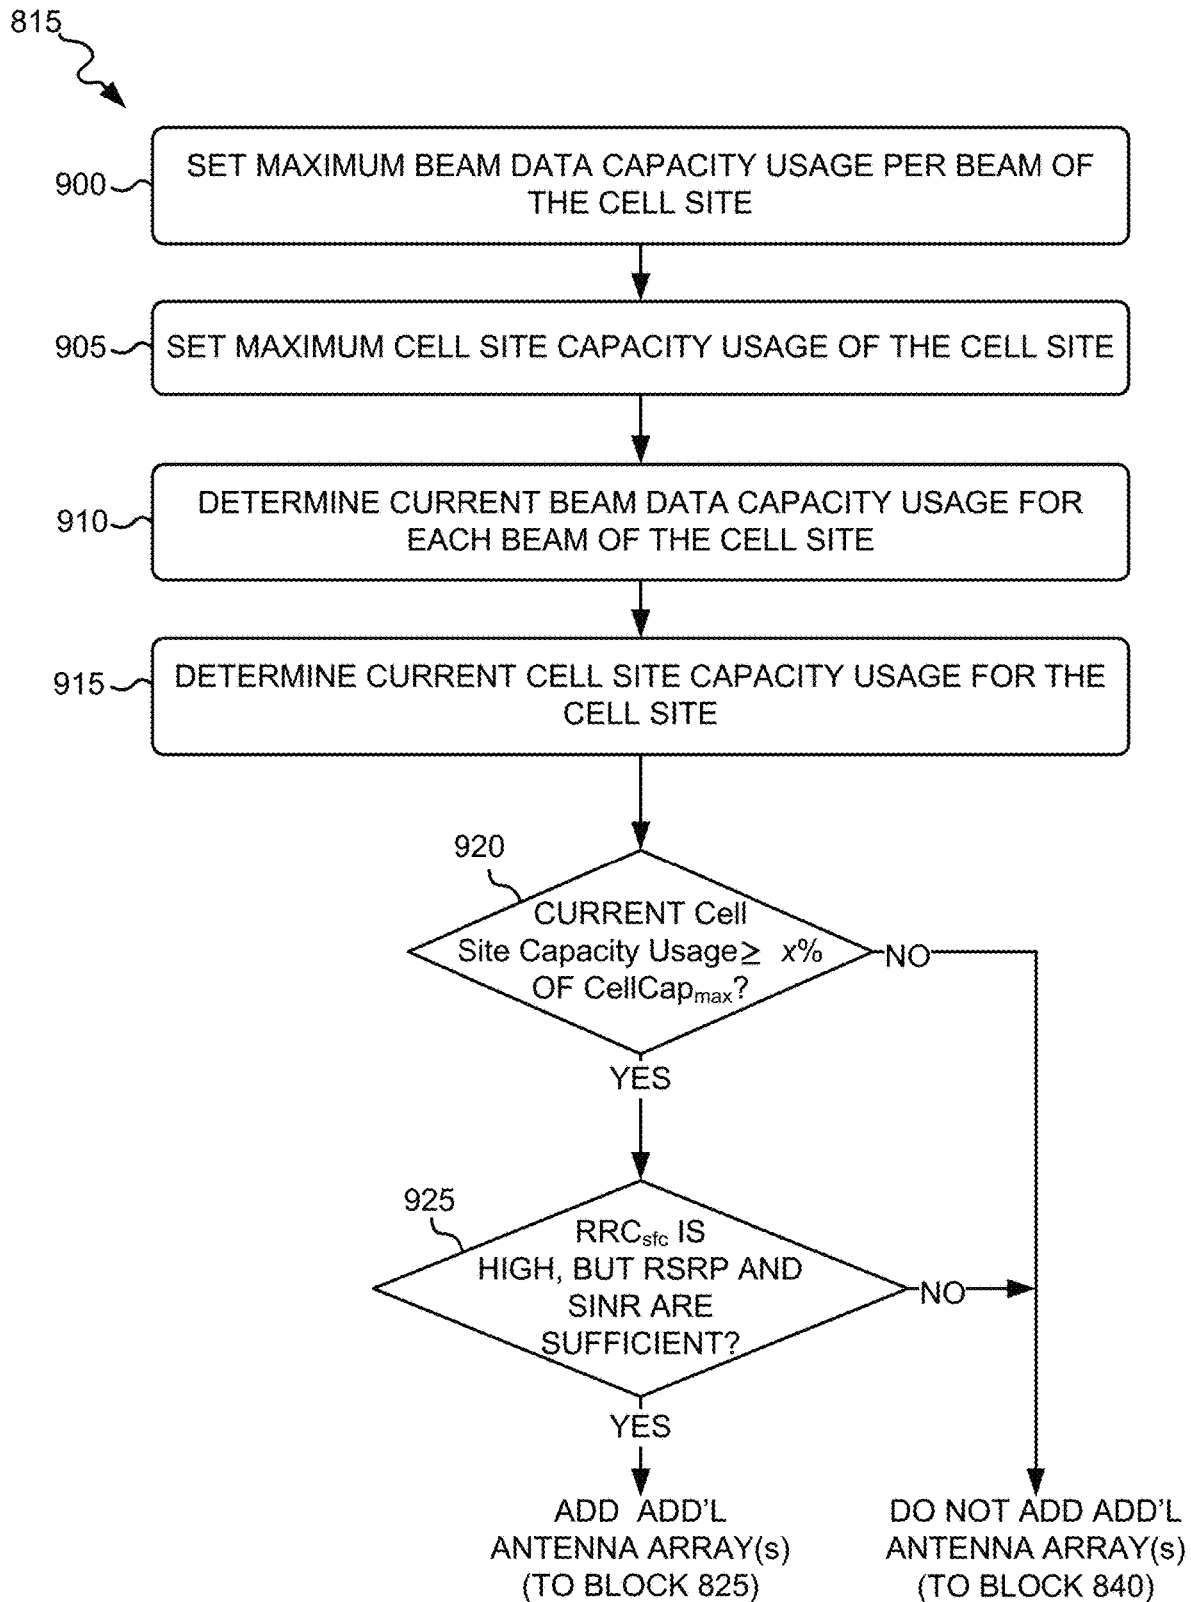 815
900
SET MAXIMUM BEAM DATA CAPACITY USAGE PER BEAM OF
THE CELL SITE
905
SET MAXIMUM CELL SITE CAPACITY USAGE OF THE CELL SITE
910
DETERMINE CURRENT BEAM DATA CAPACITY USAGE FOR
EACH BEAM OF THE CELL SITE
915
DETERMINE CURRENT CELL SITE CAPACITY USAGE FOR THE
CELL SITE
920
CURRENT Cell
Site Capacity Usage ≥ x%
OF CellCapmax?
NO
YES
925
RRCsfc IS
HIGH, BUT RSRP AND
SINR ARE
SUFFICIENT?
NO
YES
ADD ADD'L
ANTENNA ARRAY(s)
(TO BLOCK 825)
DO NOT ADD ADD'L
ANTENNA ARRAY(s)
(TO BLOCK 840)